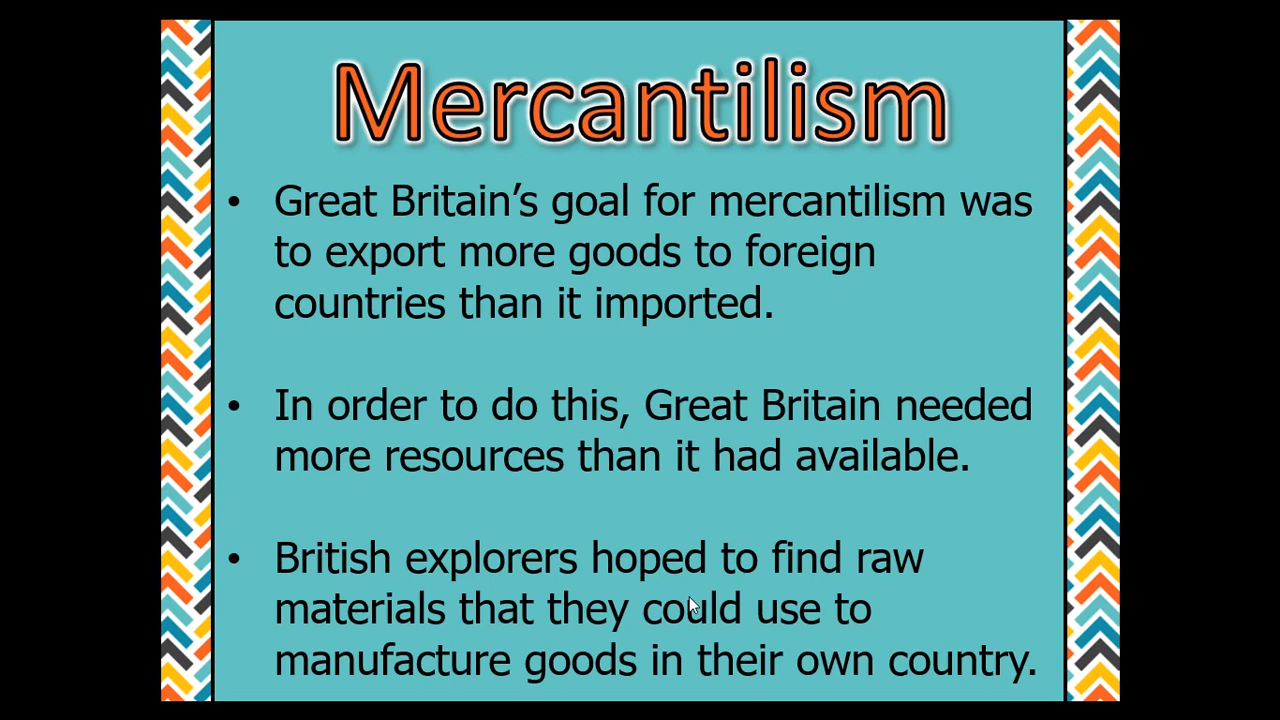 Mercantilism
• Great Britain’s goal for mercantilism was
to export more goods to foreign
countries than it imported.
• In order to do this, Great Britain needed
more resources than it had available.
• British explorers hoped to find raw
materials that they could use to
manufacture goods in their own country.